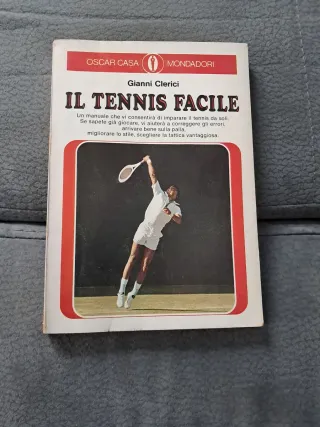 OSCAR CASA MONDADORI
Gianni Clerici
IL TENNIS FACILE
Un manuale che vi consentirà di imparare il tennis da soli.
Se sapete già giocare, vi aiuterà a correggere gli errori,
arrivare bene sulla palla,
migliorare lo stile, scegliere la tattica vantaggiosa.